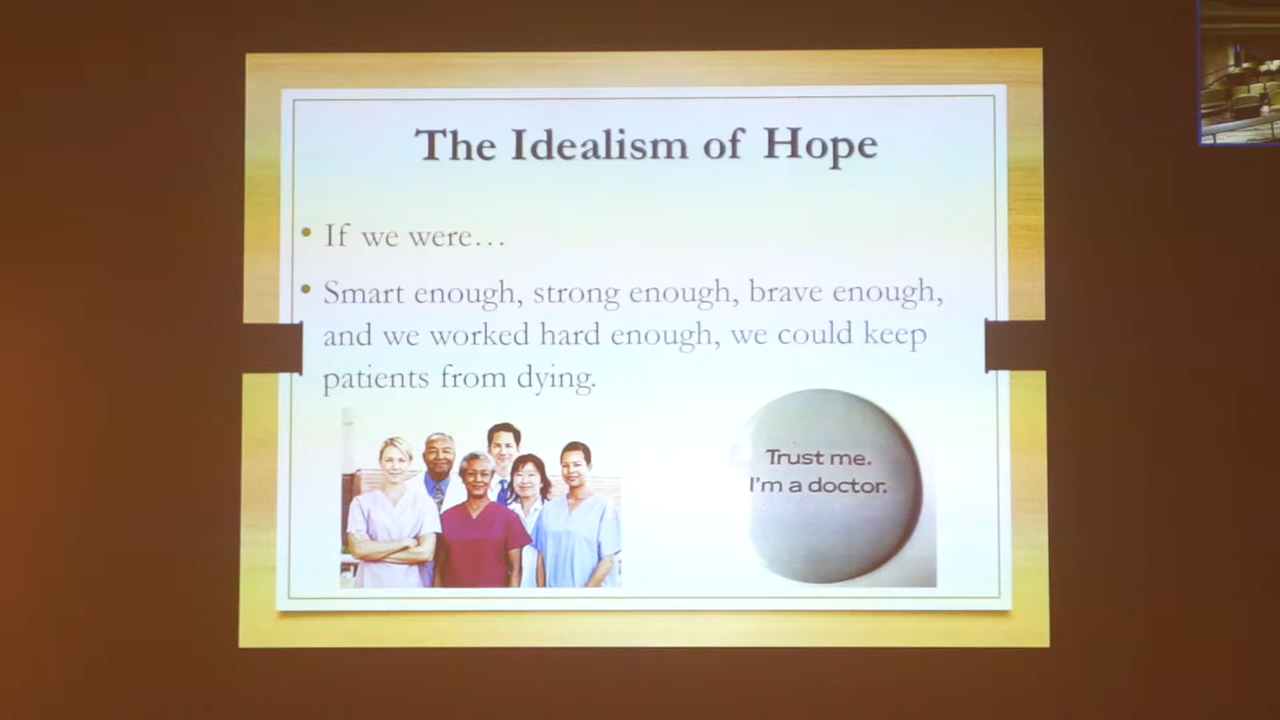 The Idealism of Hope
• If we were…
• Smart enough, strong enough, brave enough,
and we worked hard enough, we could keep
patients from dying.
Trust me.
I'm a doctor.